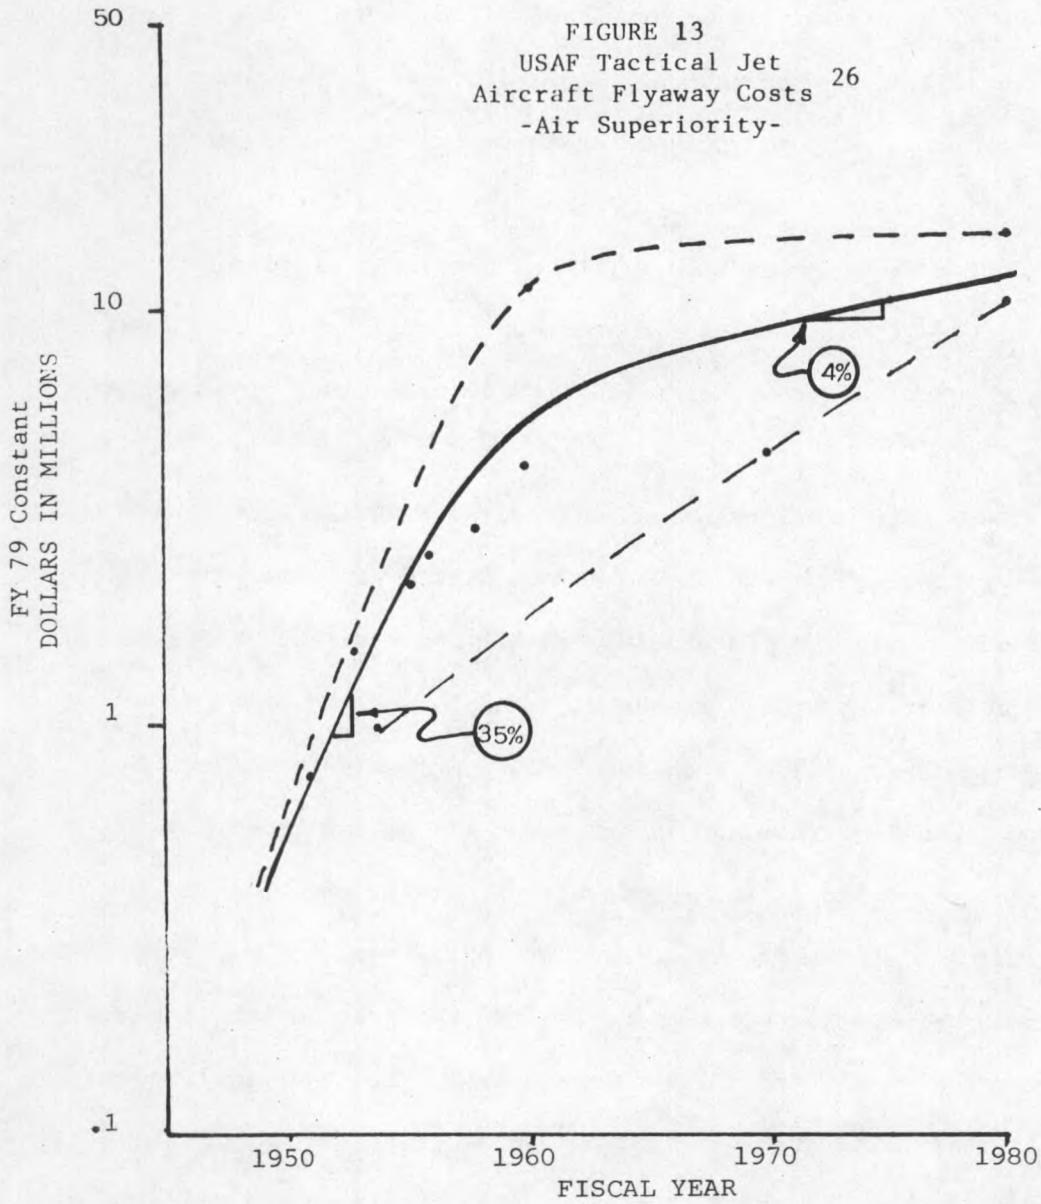 50
FIGURE 13
USAF Tactical Jet
Aircraft Flyaway Costs 26
-Air Superiority-
10
4%
FY 79 Constant
DOLLARS IN MILLIONS
1
35%
.1
1950 1960 1970 1980
FISCAL YEAR